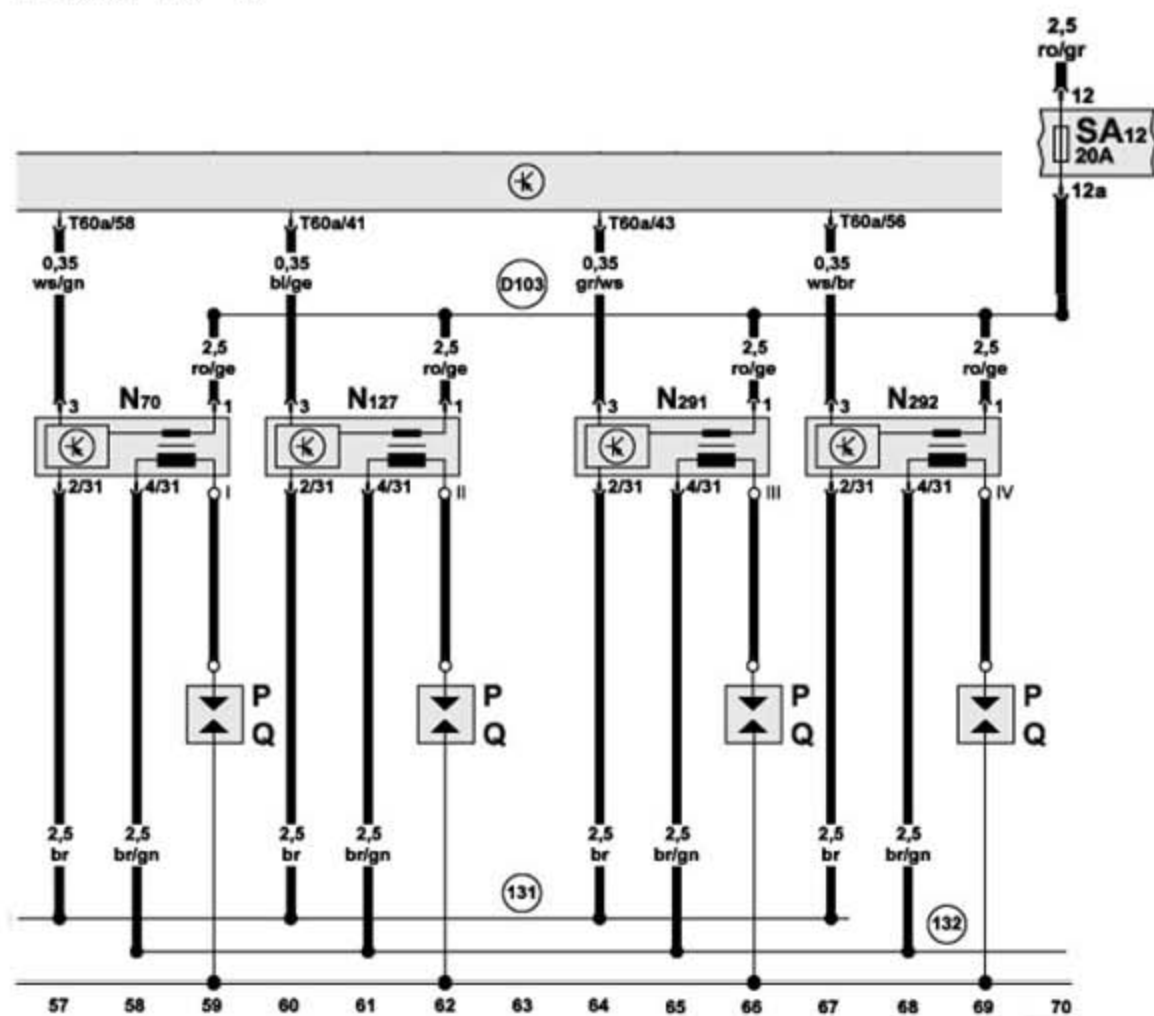 2,5
ro/gr
12
SA12
20A
12a
T60a/58 T60a/41 T60a/43 T60a/56
0,35 0,35 0,35 0,35
ws/gn bl/ge D103 gr/ws ws/br
2,5 2,5 2,5 2,5
ro/ge ro/ge ro/ge ro/ge
3 N70 1 3 N127 1 3 N291 1 3 N292 1
2/31 4/31 I 2/31 4/31 II 2/31 4/31 III 2/31 4/31 IV
P P P P
Q Q Q Q
2,5 2,5 2,5 2,5 2,5 2,5 2,5 2,5
br br/gn br br/gn br br/gn br br/gn
131
132
57 58 59 60 61 62 63 64 65 66 67 68 69 70